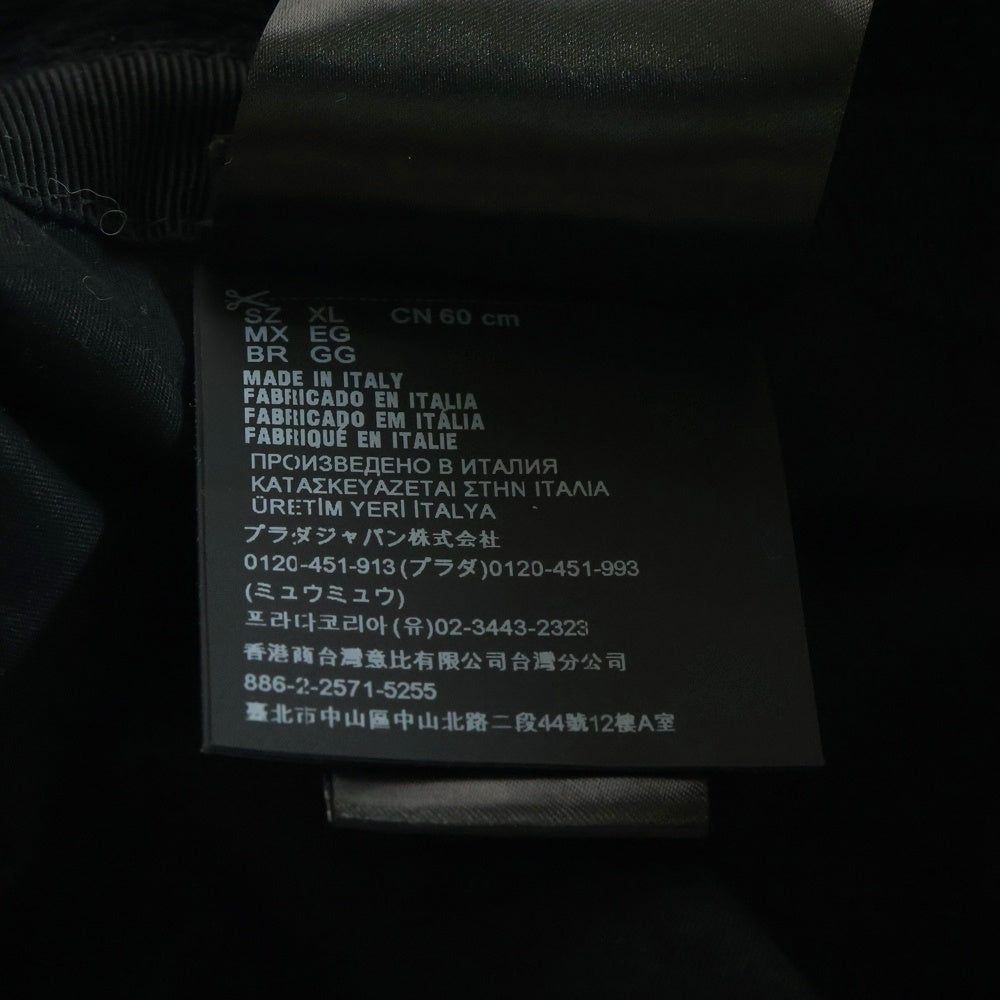 SZ XL CN 60 cm
MX EG
BR GG
MADE IN ITALY
FABRICADO EN ITALIA
FABRICADO EM ITÁLIA
FABRIQUÉ EN ITALIE
ПРОИЗВЕДЕНО В ИТАЛИЯ
ΚΑΤΑΣΚΕΥΑΖΕΤΑΙ ΣΤΗΝ ΙΤΑΛΙΑ
ÜRETİM YERİ İTALYA
プラダジャパン株式会社
0120-451-913(プラダ)0120-451-993
(ミュウミュウ)
프라다코리아(유)02-3443-2323
香港商台灣意比有限公司台灣分公司
886-2-2571-5255
臺北市中山區中山北路二段44號12樓A室